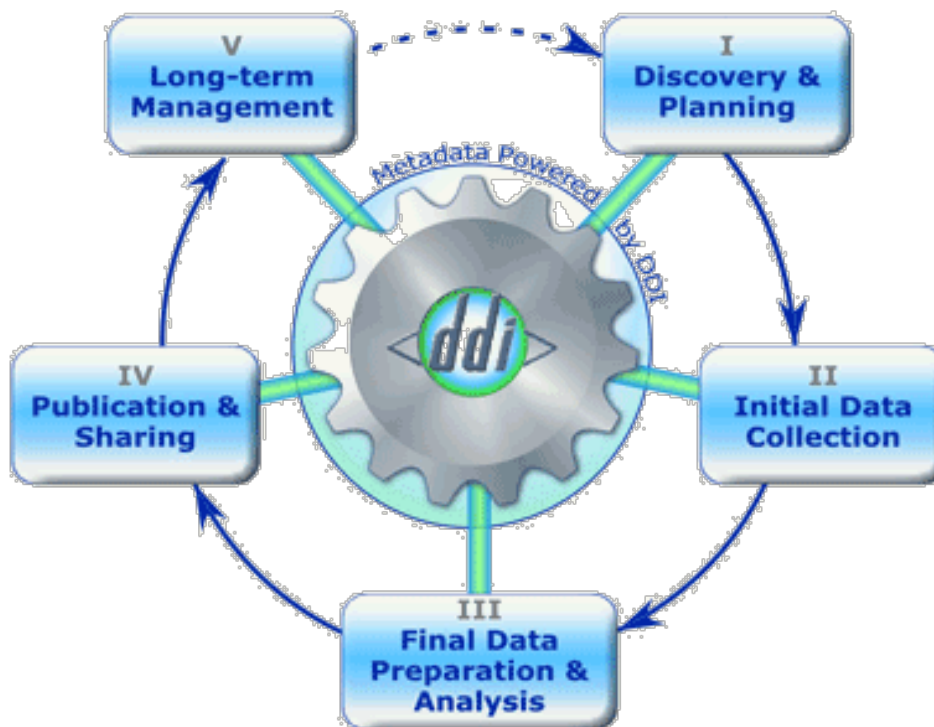 V
Long-term
Management
I
Discovery &
Planning
Metadata Powered by DDI
ddi
IV
Publication &
Sharing
II
Initial Data
Collection
III
Final Data
Preparation &
Analysis